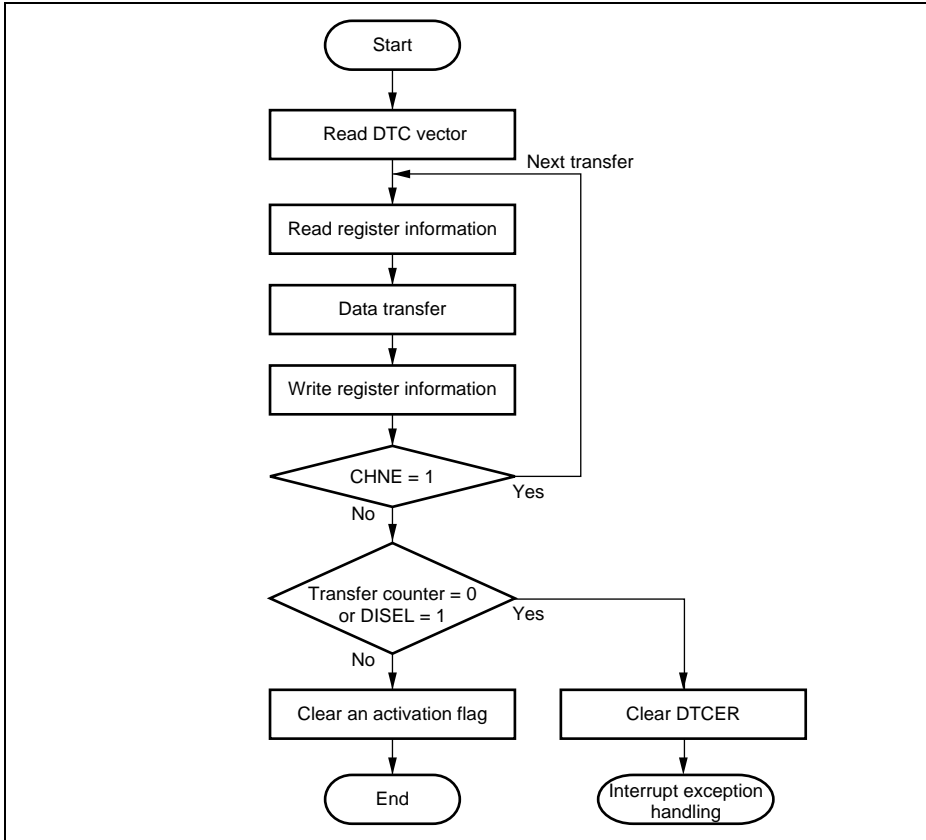 Start
Read DTC vector
Next transfer
Read register information
Data transfer
Write register information
CHNE = 1
Yes
No
Transfer counter = 0
or DISEL = 1
Yes
No
Clear an activation flag
Clear DTCER
End
Interrupt exception
handling